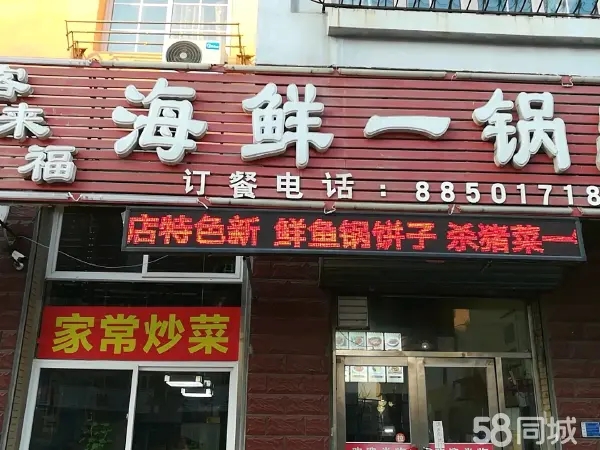 客来福
海鲜一锅
订餐电话：88501718
店特色新 鲜鱼锅饼子 杀猪菜一
家常炒菜
58同城